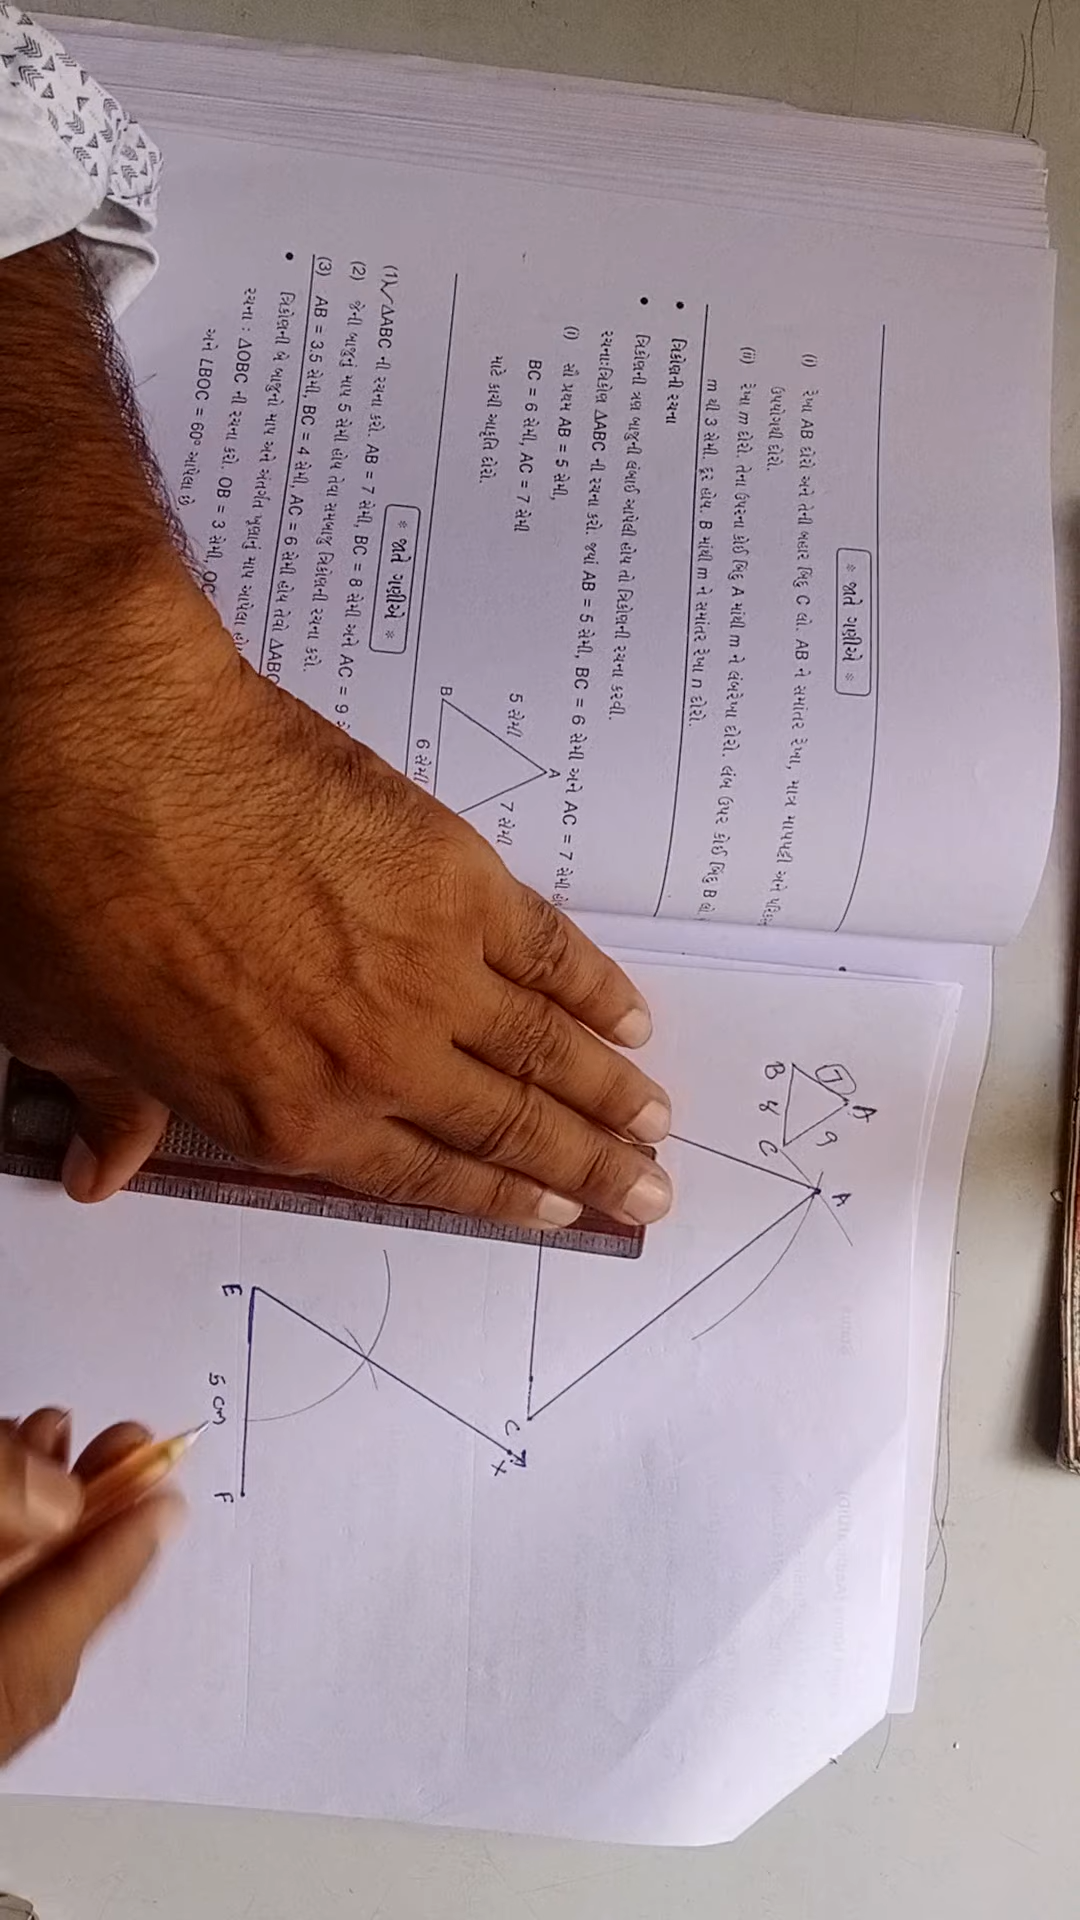 * જાતે ગણીએ *
(i) રેખા AB દોરો અને તેની બહાર બિંદુ C લો. AB ને સમાંતર રેખા, માત્ર માપપટ્ટી અને
ઉપયોગથી દોરો.
(ii) રેખા m દોરો. તેના ઉપરના કોઈ બિંદુ A માંથી m ને લંબરેખા દોરો. લંબ ઉપર કોઈ બિંદુ B લો
m થી 3 સેમી. દૂર હોય. B માંથી m ને સમાંતર રેખા n દોરો.
• ત્રિકોણની રચના
• ત્રિકોણની ત્રણ બાજુની લંબાઈ આપેલી હોય તો ત્રિકોણની રચના કરવી.
રચના:ત્રિકોણ ΔABC ની રચના કરો. જ્યાં AB = 5 સેમી, BC = 6 સેમી અને AC = 7 સેમી
(i) સૌ પ્રથમ AB = 5 સેમી,
BC = 6 સેમી, AC = 7 સેમી
માટે કાચી આકૃતિ દોરો.
A
5 સેમી
7 સેમી
B
6 સેમી
* જાતે ગણીએ *
(1) ΔABC ની રચના કરો. AB = 7 સેમી, BC = 8 સેમી અને AC = 9
(2) જેની બાજુનું માપ 5 સેમી હોય તેવા સમબાજુ ત્રિકોણની રચના કરો.
(3) AB = 3.5 સેમી, BC = 4 સેમી, AC = 6 સેમી હોય તેવો ΔABC
• ત્રિકોણની બે બાજુનો માપ અને અંતર્ગત ખૂણાનું માપ આપેલા
રચના : ΔOBC ની રચના કરો. OB = 3 સેમી,
અને ∠BOC = 60° આપેલા છે
A
7
9
B
8
C
A
C
X
E
5 cm
F